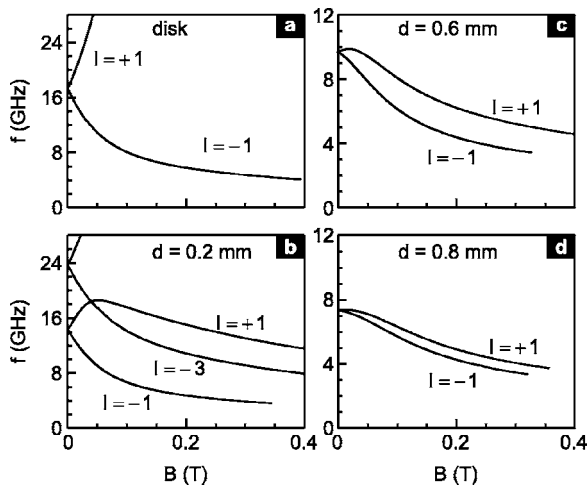 disk a
l = +1
l = −1
f (GHz)
24
16
8
0
d = 0.6 mm c
l = +1
l = −1
f (GHz)
12
8
4
0
d = 0.2 mm b
l = +1
l = −3
l = −1
f (GHz)
24
16
8
0
0 0.2 0.4
B (T)
d = 0.8 mm d
l = +1
l = −1
f (GHz)
12
8
4
0
0 0.2 0.4
B (T)